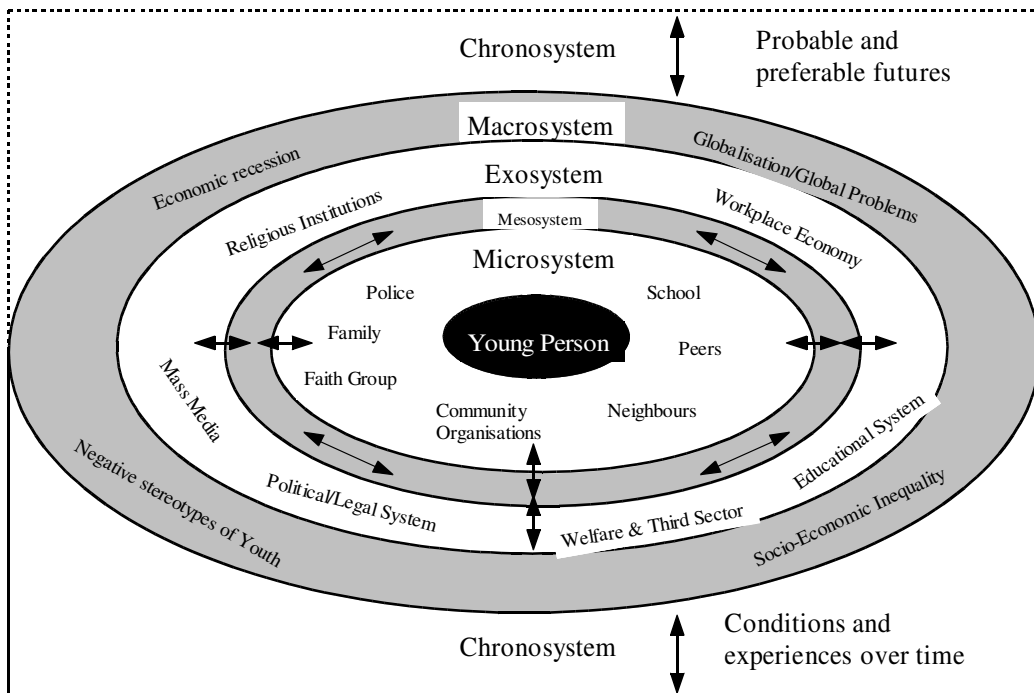 Chronosystem
Probable and
preferable futures
Macrosystem
Economic recession
Globalisation/Global Problems
Exosystem
Religious Institutions
Workplace Economy
Mesosystem
Microsystem
Police
School
Family
Young Person
Peers
Faith Group
Mass Media
Community
Organisations
Neighbours
Educational System
Negative stereotypes of Youth
Political/Legal System
Welfare & Third Sector
Socio-Economic Inequality
Chronosystem
Conditions and
experiences over time